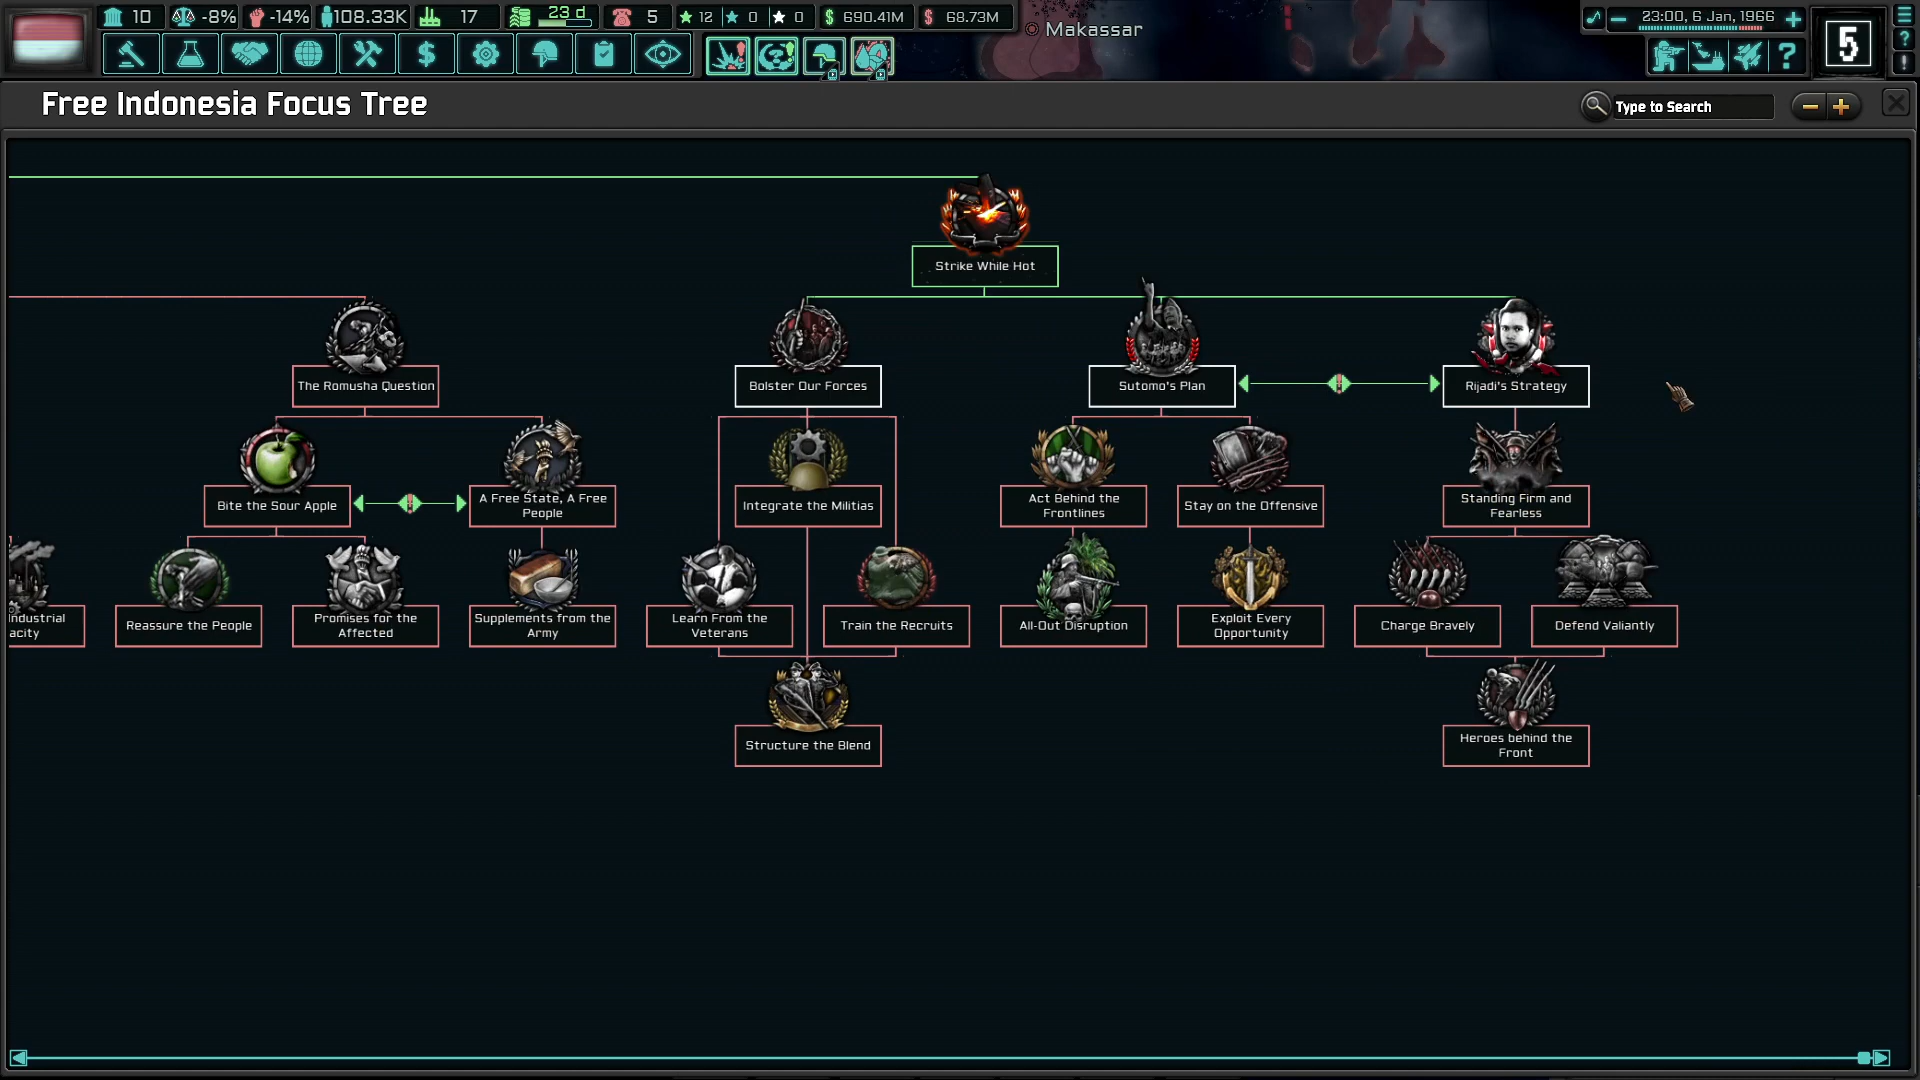 10 -8% -14% 108.33K 17 23 d 5 12 0 0 $ 690.41M $ 68.73M
Makassar
23:00, 6 Jan, 1966
5
Free Indonesia Focus Tree
Type to Search
Strike While Hot
The Romusha Question
Bolster Our Forces
Sutomo's Plan
Rijadi's Strategy
Bite the Sour Apple
A Free State, A Free
People
Integrate the Militias
Act Behind the
Frontlines
Stay on the Offensive
Standing Firm and
Fearless
Industrial
acity
Reassure the People
Promises for the
Affected
Supplements from the
Army
Learn From the
Veterans
Train the Recruits
All-Out Disruption
Exploit Every
Opportunity
Charge Bravely
Defend Valiantly
Structure the Blend
Heroes behind the
Front